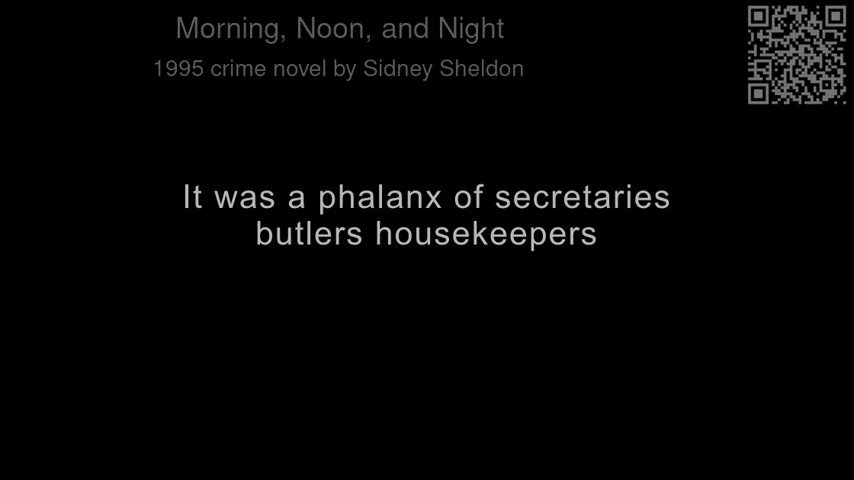 Morning, Noon, and Night
1995 crime novel by Sidney Sheldon
It was a phalanx of secretaries
butlers housekeepers